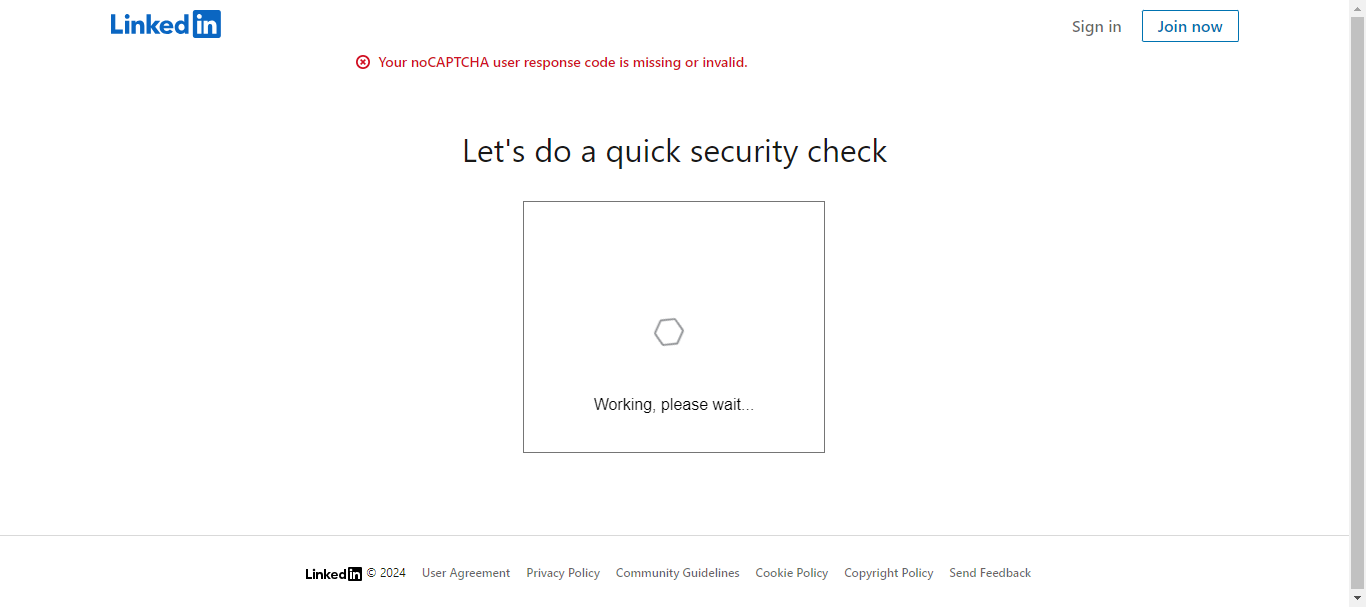 LinkedIn
Sign in
Join now
Your noCAPTCHA user response code is missing or invalid.
Let's do a quick security check
Working, please wait...
LinkedIn © 2024 User Agreement Privacy Policy Community Guidelines Cookie Policy Copyright Policy Send Feedback